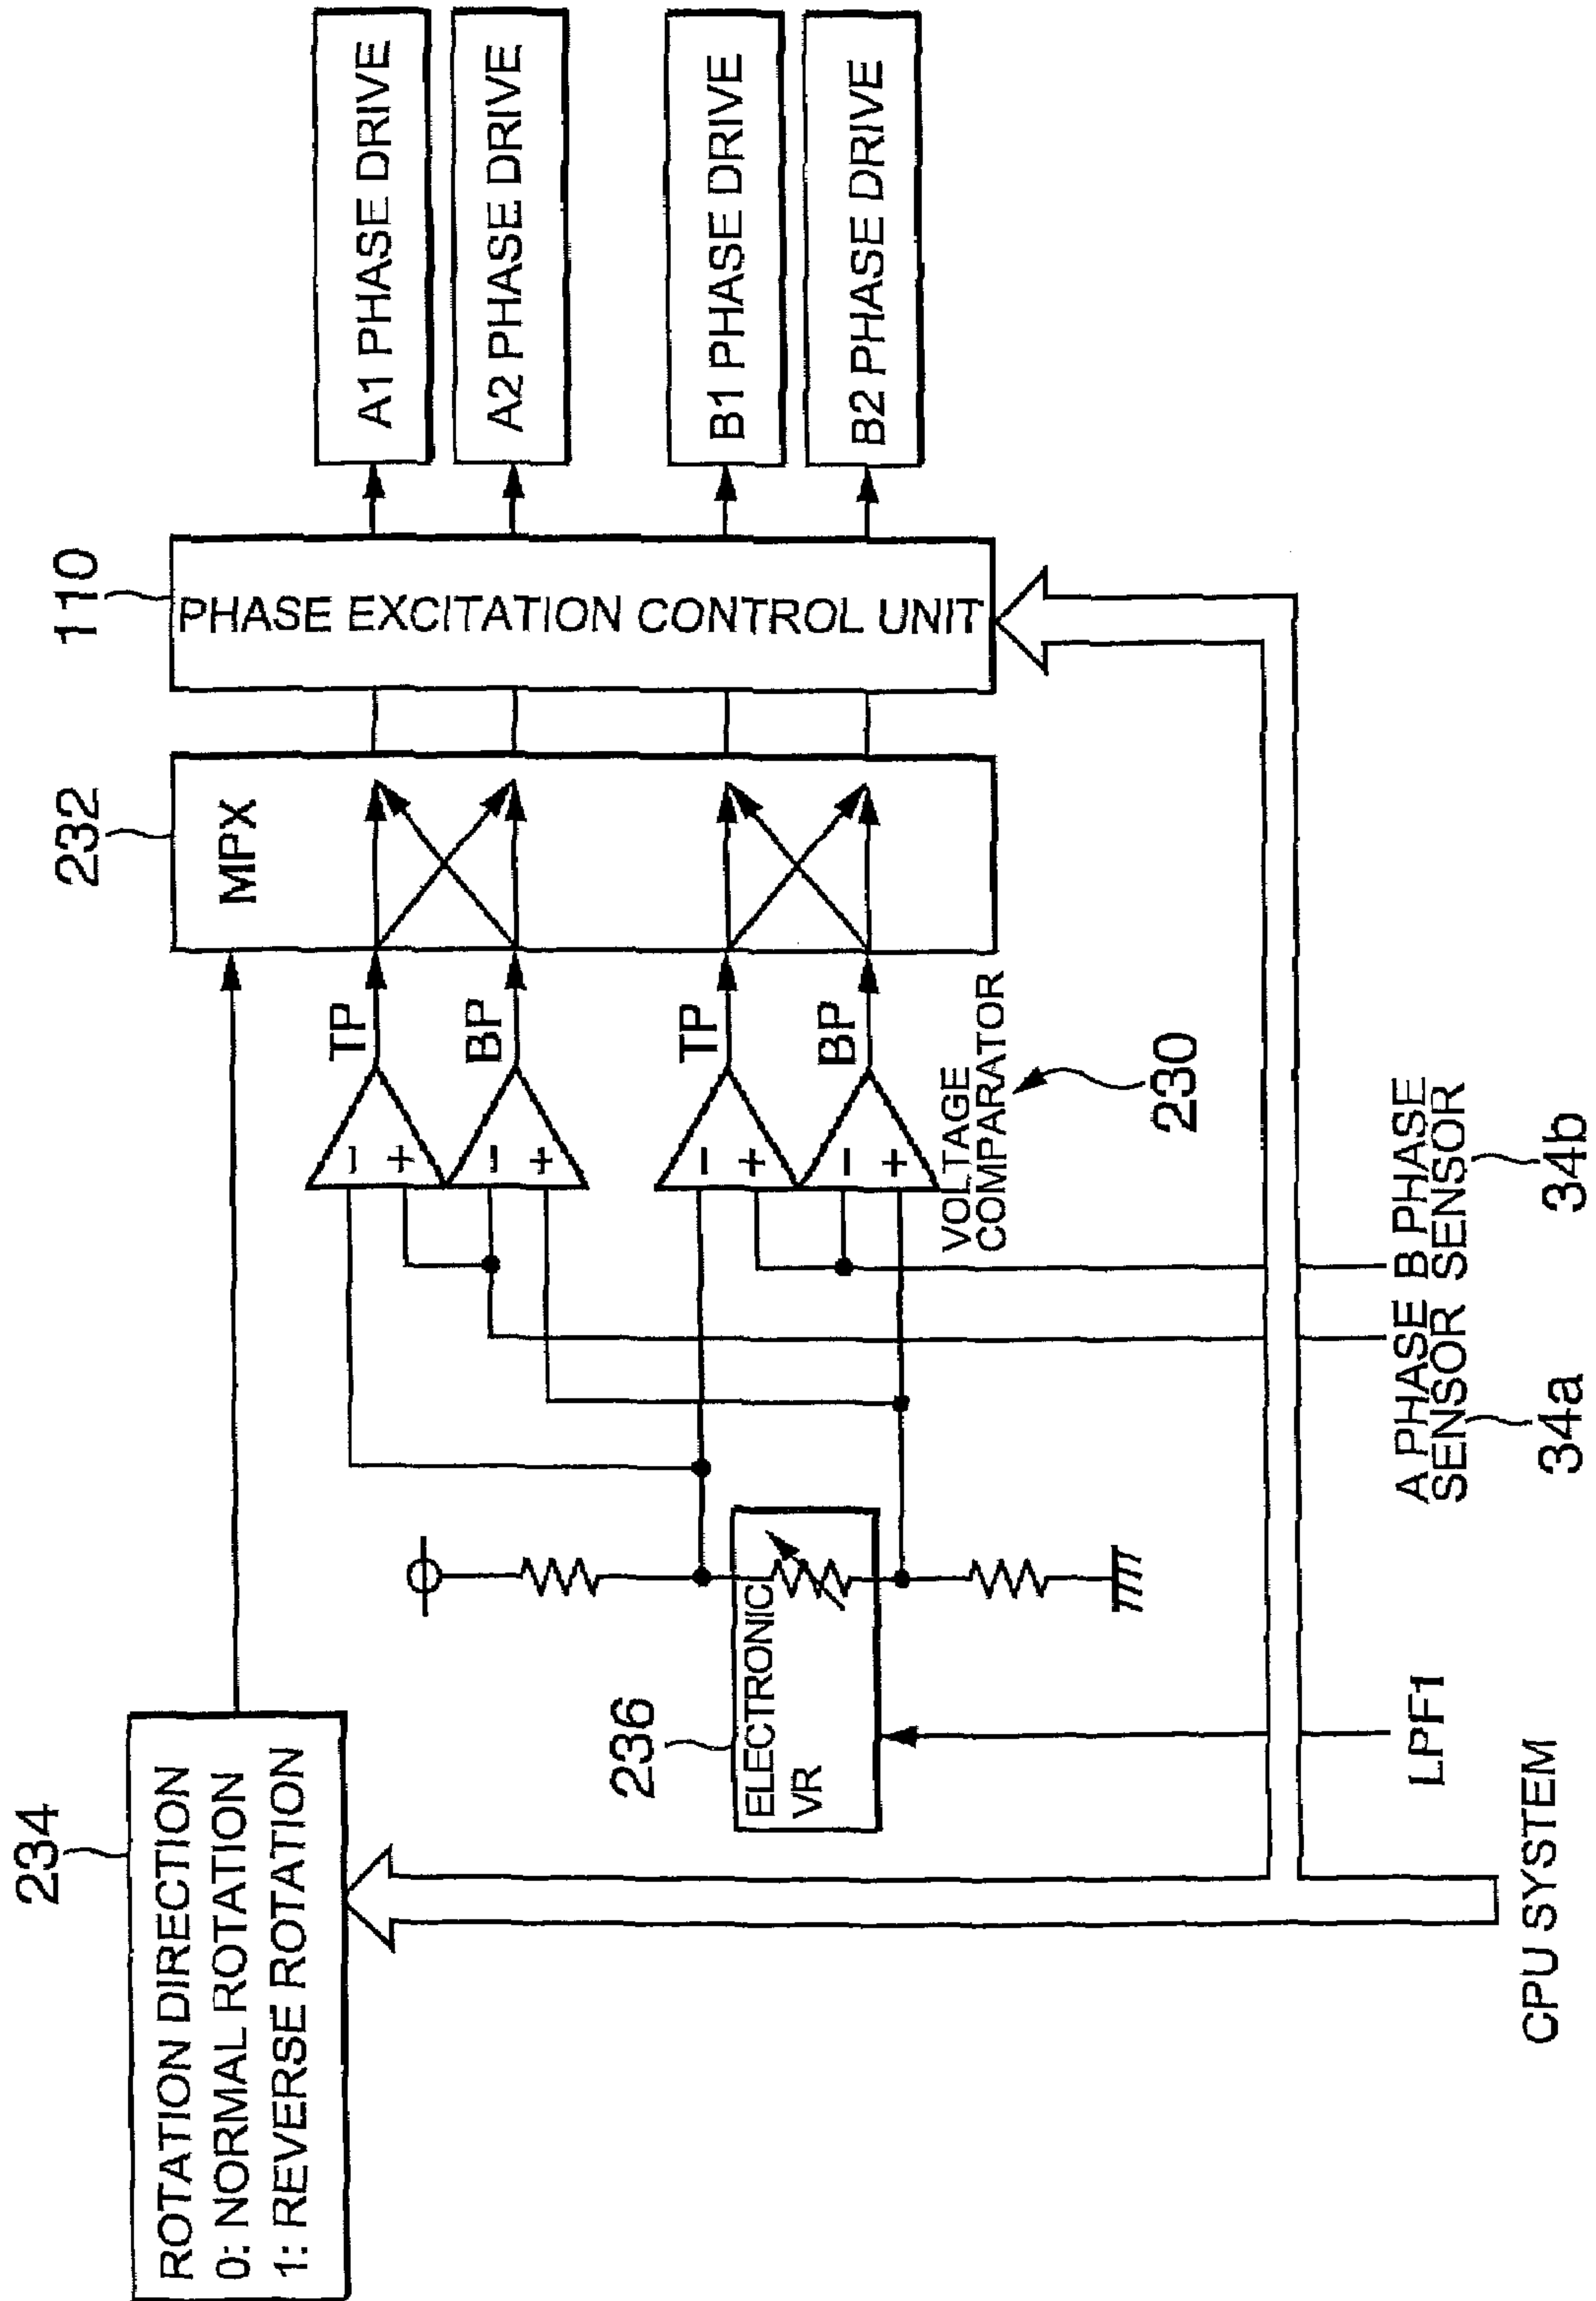 234
ROTATION DIRECTION
0: NORMAL ROTATION
1: REVERSE ROTATION
232
MPX
110
PHASE EXCITATION CONTROL UNIT
A1 PHASE DRIVE
A2 PHASE DRIVE
B1 PHASE DRIVE
B2 PHASE DRIVE
TP
BP
TP
BP
-
+
-
+
-
+
-
+
VOLTAGE
COMPARATOR
230
236
ELECTRONIC
VR
LPF1
CPU SYSTEM
A PHASE
SENSOR
34a
B PHASE
SENSOR
34b